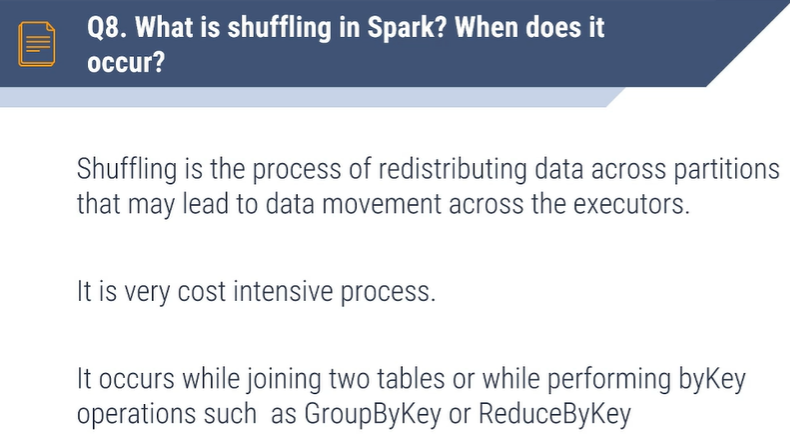 Q8. What is shuffling in Spark? When does it
occur?
Shuffling is the process of redistributing data across partitions
that may lead to data movement across the executors.
It is very cost intensive process.
It occurs while joining two tables or while performing byKey
operations such  as GroupByKey or ReduceByKey